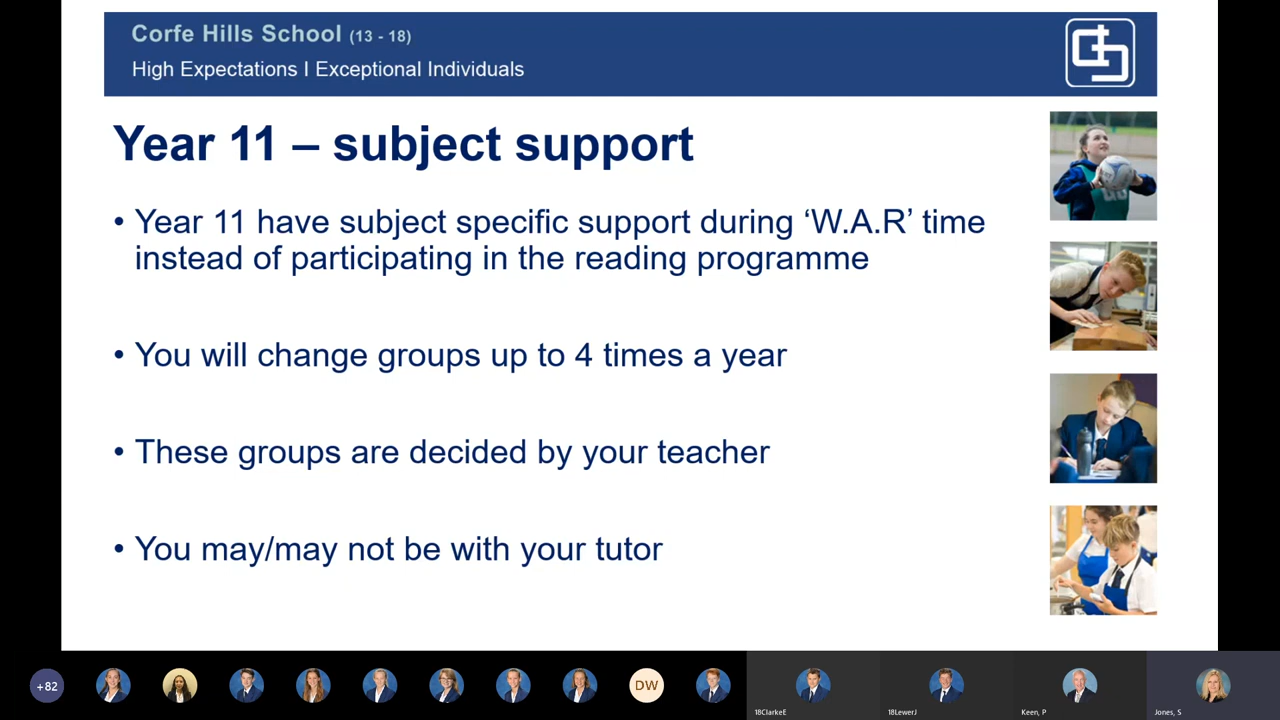 Corfe Hills School (13 - 18)
High Expectations I Exceptional Individuals
Year 11 – subject support
• Year 11 have subject specific support during ‘W.A.R’ time
instead of participating in the reading programme
• You will change groups up to 4 times a year
• These groups are decided by your teacher
• You may/may not be with your tutor
+82
DW
18ClarkeE
18LewerJ
Keen, P
Jones, S